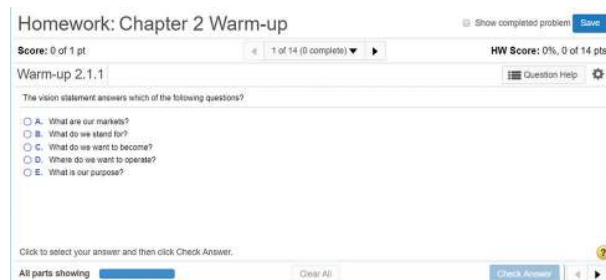 Homework: Chapter 2 Warm-up
Show completed problem Save
Score: 0 of 1 pt
1 of 14 (0 complete)
HW Score: 0%, 0 of 14 pts
Warm-up 2.1.1
Question Help
The vision statement answers which of the following questions?
A. What are our markets?
B. What do we stand for?
C. What do we want to become?
D. Where do we want to operate?
E. What is our purpose?
Click to select your answer and then click Check Answer.
?
All parts showing
Clear All
Check Answer